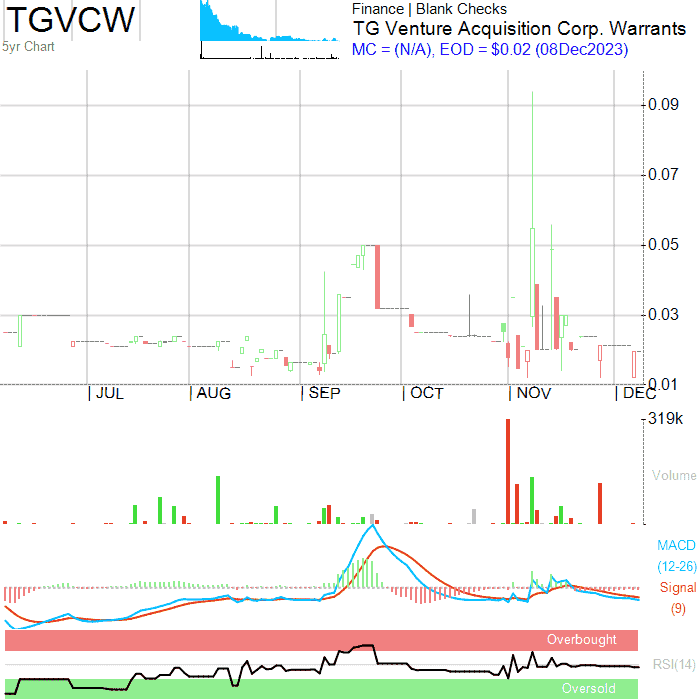 TGVCW
5yr Chart
Finance | Blank Checks
TG Venture Acquisition Corp. Warrants
MC = (N/A), EOD = $0.02 (08Dec2023)
0.09
0.07
0.05
0.03
0.01
| JUL | AUG | SEP | OCT | NOV | DEC
319k
Volume
MACD
(12-26)
Signal
(9)
Overbought
RSI(14)
Oversold